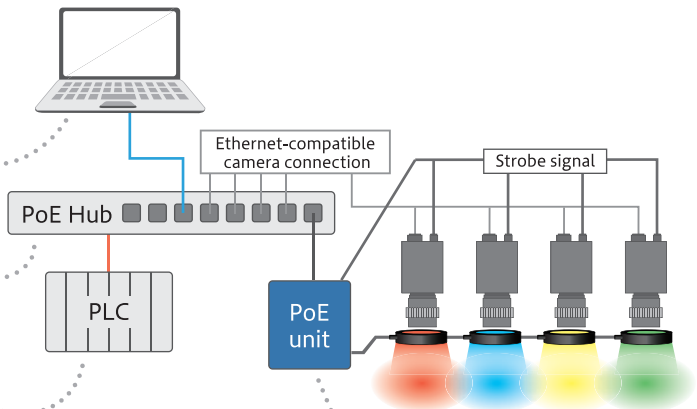 Ethernet-compatible
camera connection
Strobe signal
PoE Hub
PLC
PoE
unit